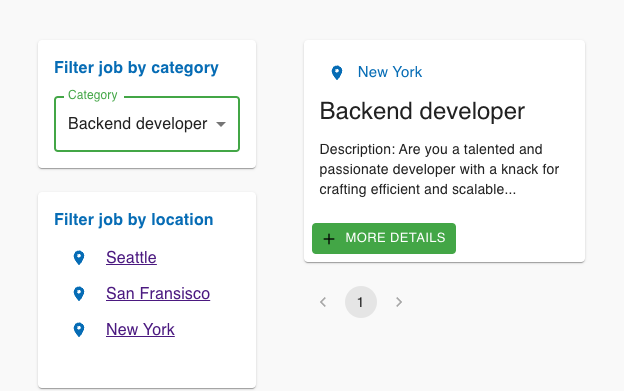 Filter job by category
Category
Backend developer
Filter job by location
Seattle
San Fransisco
New York
New York
Backend developer
Description: Are you a talented and
passionate developer with a knack for
crafting efficient and scalable...
+ MORE DETAILS
< 1 >